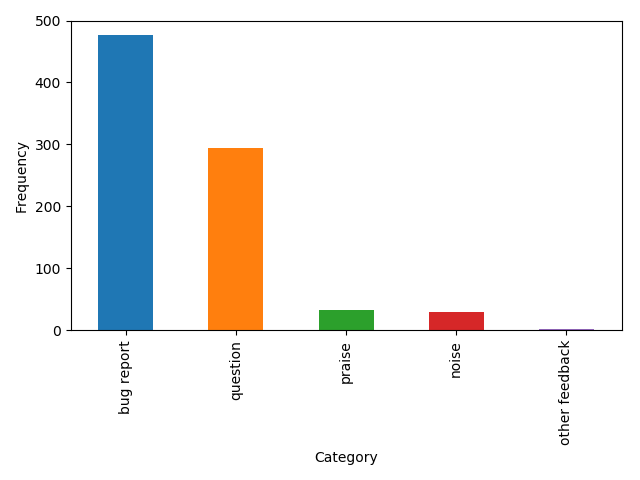 500
400
300
200
100
0
Frequency
bug report
question
praise
noise
other feedback
Category